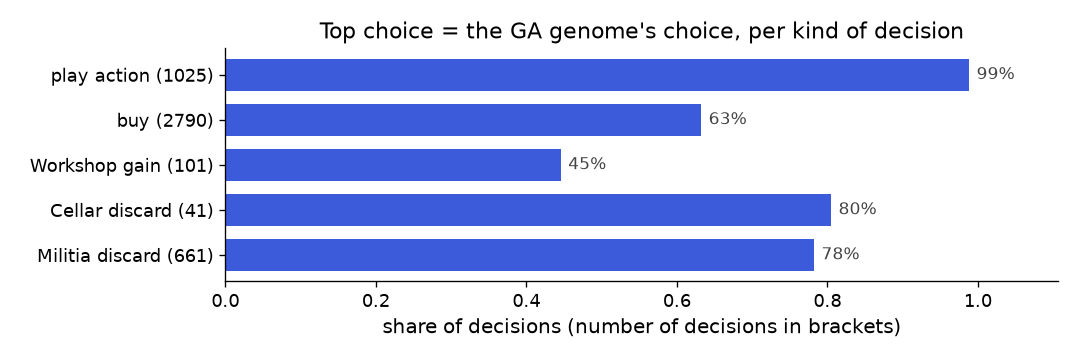 Top choice = the GA genome's choice, per kind of decision
play action (1025)
99%
buy (2790)
63%
Workshop gain (101)
45%
Cellar discard (41)
80%
Militia discard (661)
78%
0.0 0.2 0.4 0.6 0.8 1.0
share of decisions (number of decisions in brackets)